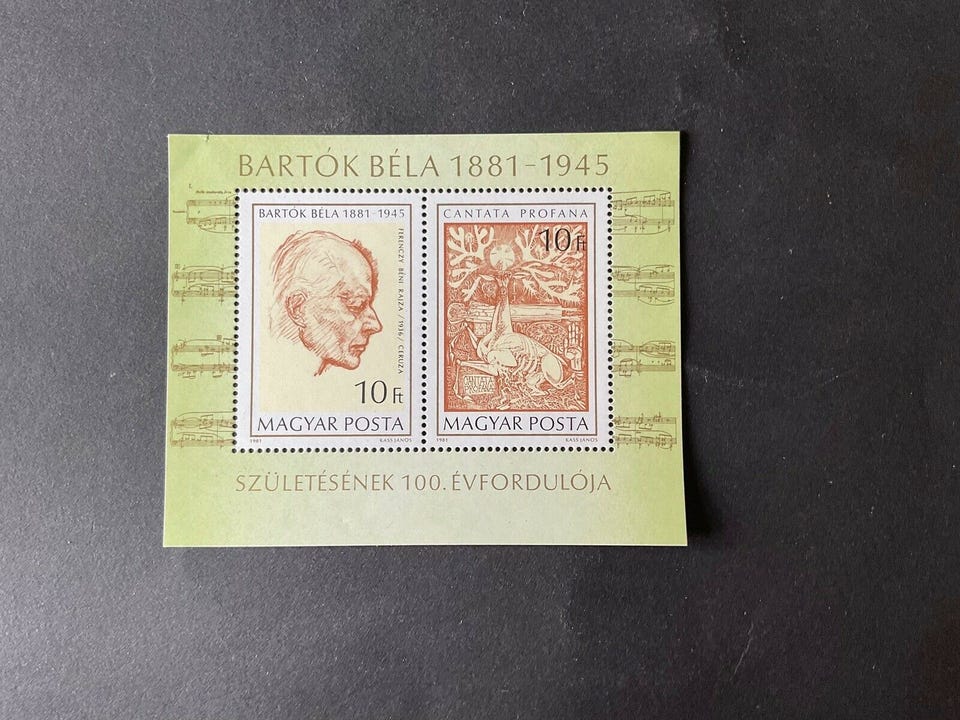 BARTÓK BÉLA 1881-1945
BARTÓK BÉLA 1881-1945
FERENCZY BÉNI RAJZA /1936/ CERUZA
10 Ft
MAGYAR POSTA
1981 KASS JÁNOS
CANTATA PROFANA
10 Ft
MAGYAR POSTA
1981 KASS JÁNOS
SZÜLETÉSÉNEK 100. ÉVFORDULÓJA